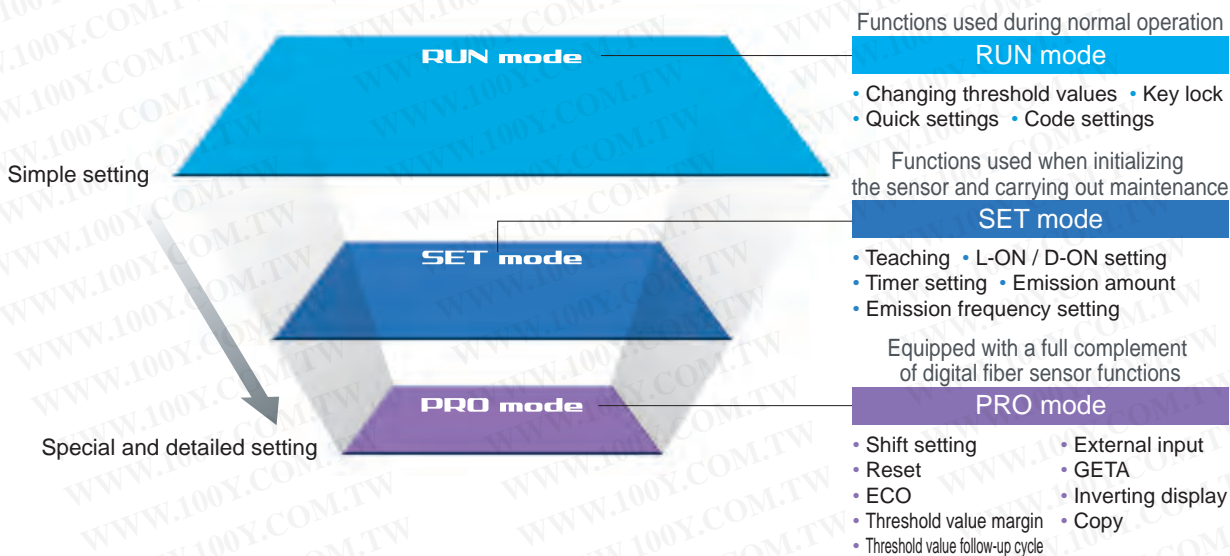 Functions used during normal operation
RUN mode
RUN mode
• Changing threshold values • Key lock
• Quick settings • Code settings
Simple setting
Functions used when initializing
the sensor and carrying out maintenance
SET mode
SET mode
• Teaching • L-ON / D-ON setting
• Timer setting • Emission amount
• Emission frequency setting
Equipped with a full complement
of digital fiber sensor functions
PRO mode
PRO mode
Special and detailed setting
• Shift setting • External input
• Reset • GETA
• ECO • Inverting display
• Threshold value margin • Copy
• Threshold value follow-up cycle
WWW.100Y.COM.TW